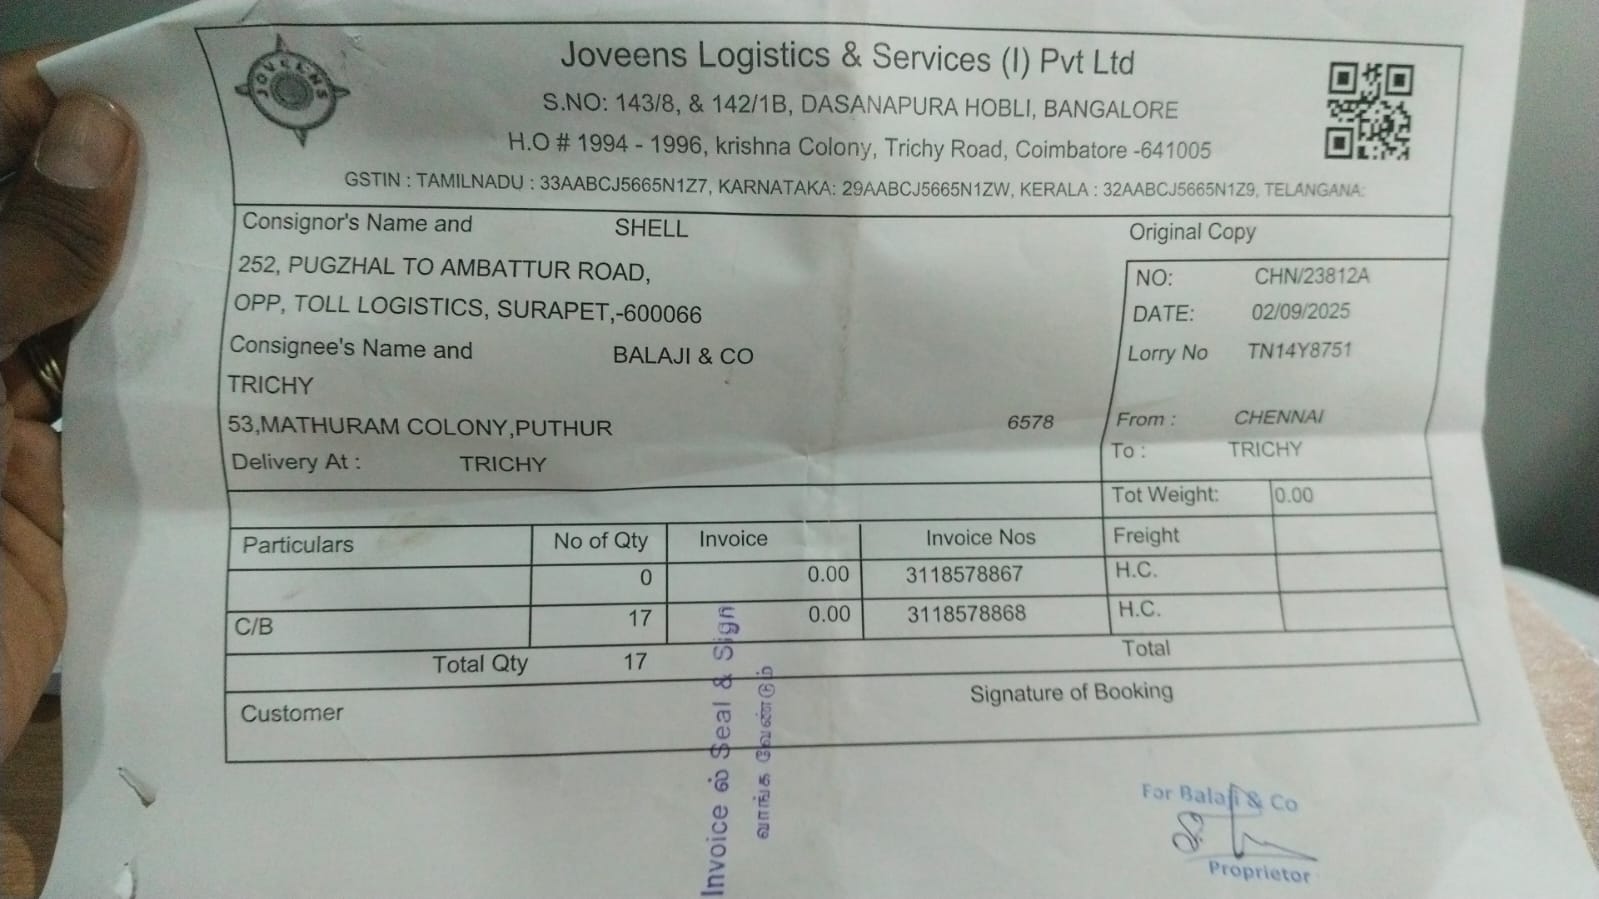 JOVEENS
Joveens Logistics & Services (I) Pvt Ltd
S.NO: 143/8, & 142/1B, DASANAPURA HOBLI, BANGALORE
H.O # 1994 - 1996, krishna Colony, Trichy Road, Coimbatore -641005
GSTIN : TAMILNADU : 33AABCJ5665N1Z7, KARNATAKA: 29AABCJ5665N1ZW, KERALA : 32AABCJ5665N1Z9, TELANGANA:
Consignor's Name and SHELL
252, PUGZHAL TO AMBATTUR ROAD,
OPP, TOLL LOGISTICS, SURAPET,-600066
Consignee's Name and BALAJI & CO
TRICHY
53,MATHURAM COLONY,PUTHUR 6578
Delivery At : TRICHY
Original Copy
NO: CHN/23812A
DATE: 02/09/2025
Lorry No TN14Y8751
From : CHENNAI
To : TRICHY
Tot Weight: 0.00
Particulars No of Qty Invoice Invoice Nos Freight
0 0.00 3118578867 H.C.
C/B 17 0.00 3118578868 H.C.
Total Qty 17 Total
Customer Signature of Booking
Invoice ல் Seal & Sign
வாங்க வேண்டும்
For Balaji & Co
Proprietor